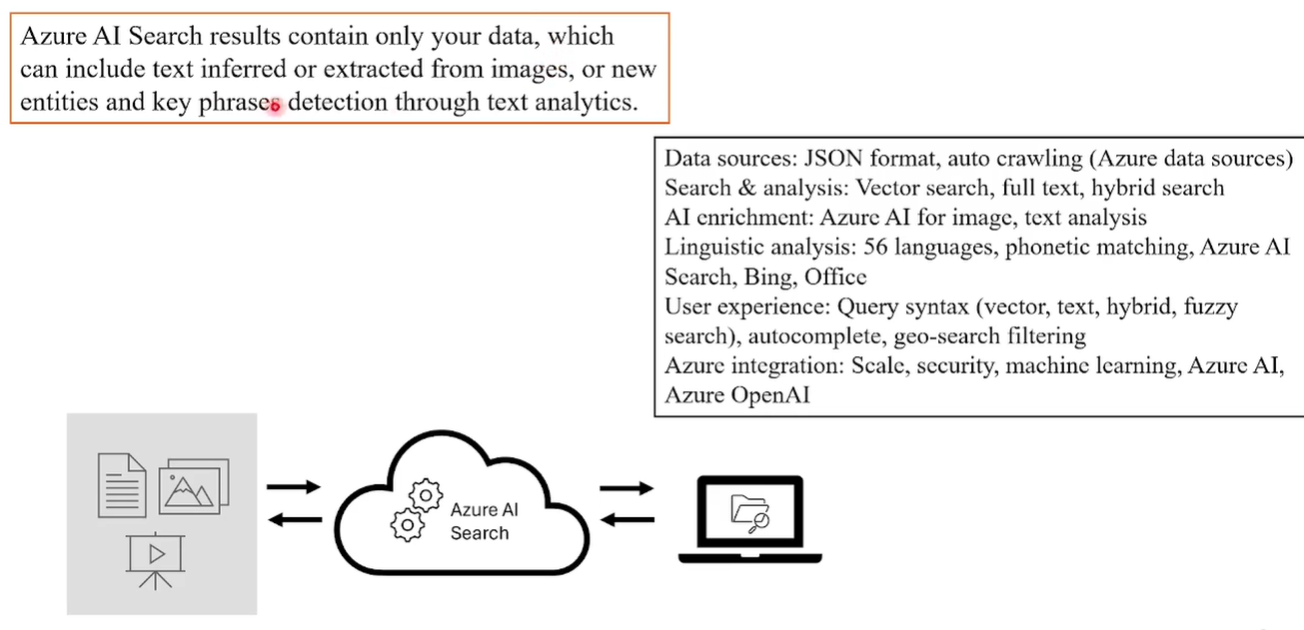 Azure AI Search results contain only your data, which
can include text inferred or extracted from images, or new
entities and key phrases detection through text analytics.
Data sources: JSON format, auto crawling (Azure data sources)
Search & analysis: Vector search, full text, hybrid search
AI enrichment: Azure AI for image, text analysis
Linguistic analysis: 56 languages, phonetic matching, Azure AI
Search, Bing, Office
User experience: Query syntax (vector, text, hybrid, fuzzy
search), autocomplete, geo-search filtering
Azure integration: Scale, security, machine learning, Azure AI,
Azure OpenAI
Azure AI
Search